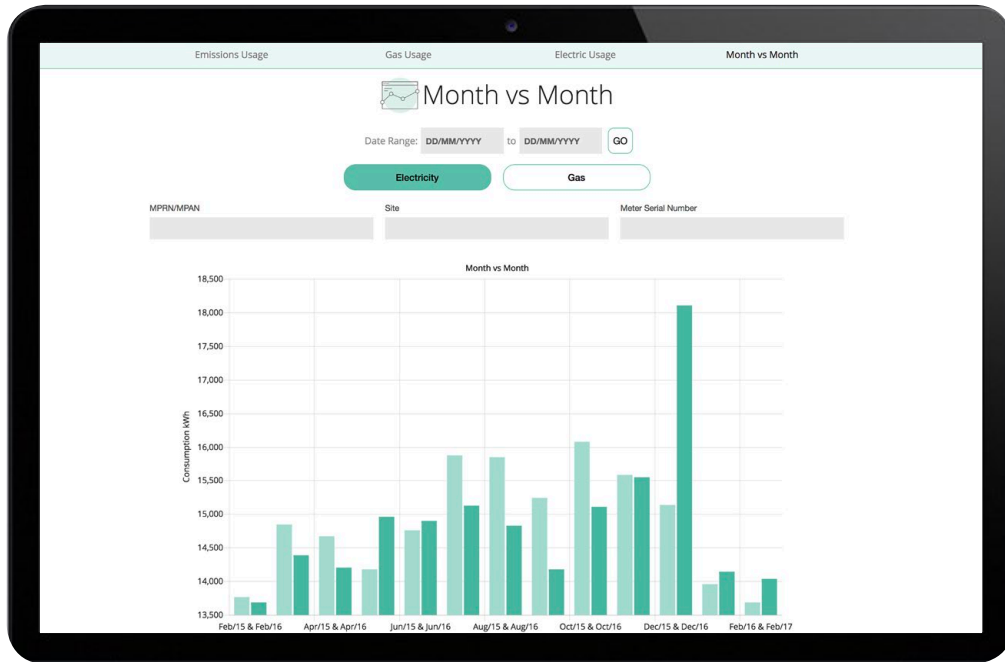 Emissions Usage Gas Usage Electric Usage Month vs Month
Month vs Month
Date Range: DD/MM/YYYY to DD/MM/YYYY GO
Electricity Gas
MPRN/MPAN Site Meter Serial Number
Month vs Month
18,500
18,000
17,500
17,000
16,500
16,000
15,500
15,000
14,500
14,000
13,500
Consumption kWh
Feb/15 & Feb/16 Apr/15 & Apr/16 Jun/15 & Jun/16 Aug/15 & Aug/16 Oct/15 & Oct/16 Dec/15 & Dec/16 Feb/16 & Feb/17